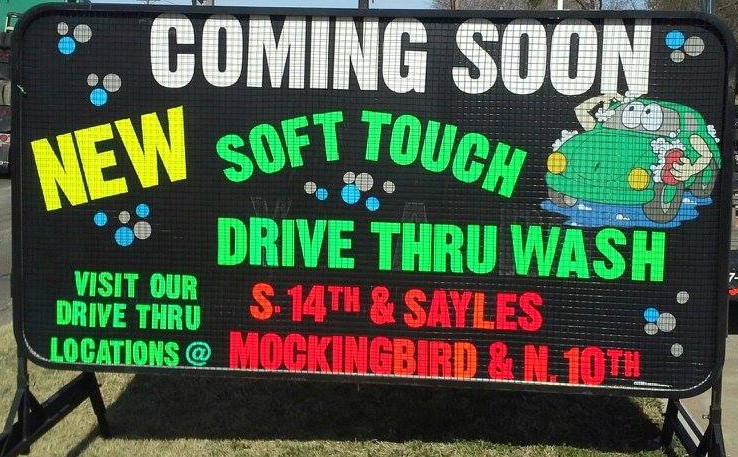 COMING SOON
NEW SOFT TOUCH
DRIVE THRU WASH
VISIT OUR
DRIVE THRU
LOCATIONS @
S. 14TH & SAYLES
MOCKINGBIRD & N. 10TH